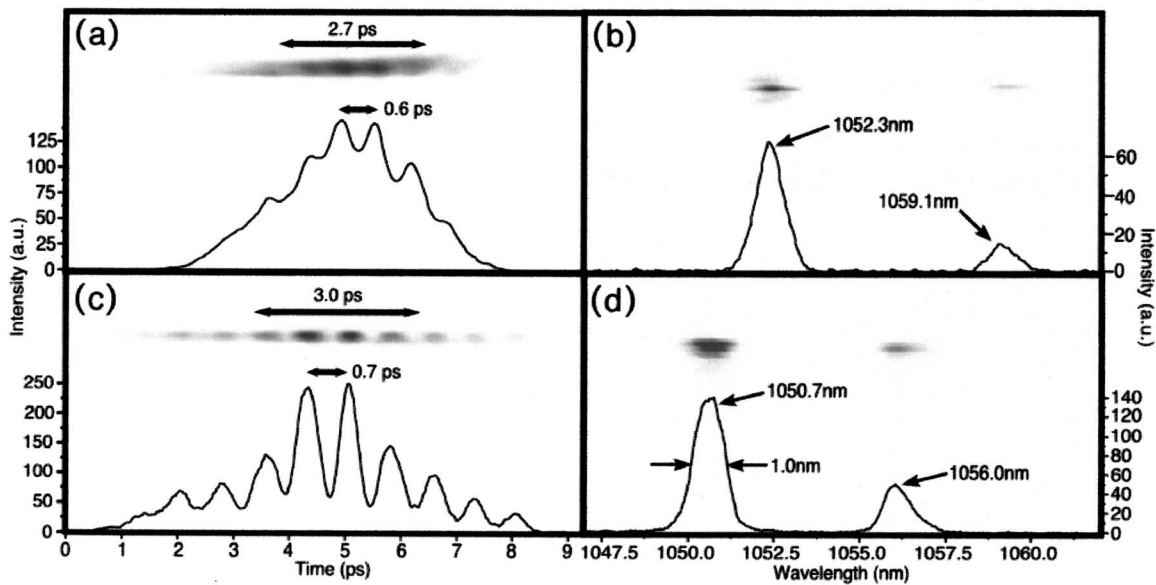 (a)
2.7 ps
0.6 ps
125
100
75
50
25
0
(b)
1052.3nm
1059.1nm
60
40
20
0
Intensity (a.u.)
Intensity (a.u.)
(c)
3.0 ps
0.7 ps
250
200
150
100
50
0
0 1 2 3 4 5 6 7 8 9
Time (ps)
(d)
1050.7nm
1.0nm
1056.0nm
140
120
100
80
60
40
20
0
1047.5 1050.0 1052.5 1055.0 1057.5 1060.0
Wavelength (nm)